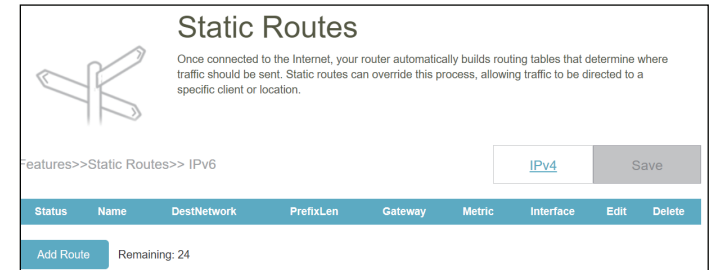 Static Routes
Once connected to the Internet, your router automatically builds routing tables that determine where
traffic should be sent. Static routes can override this process, allowing traffic to be directed to a
specific client or location.
Features>>Static Routes>> IPv6
IPv4
Save
Status Name DestNetwork PrefixLen Gateway Metric Interface Edit Delete
Add Route Remaining: 24